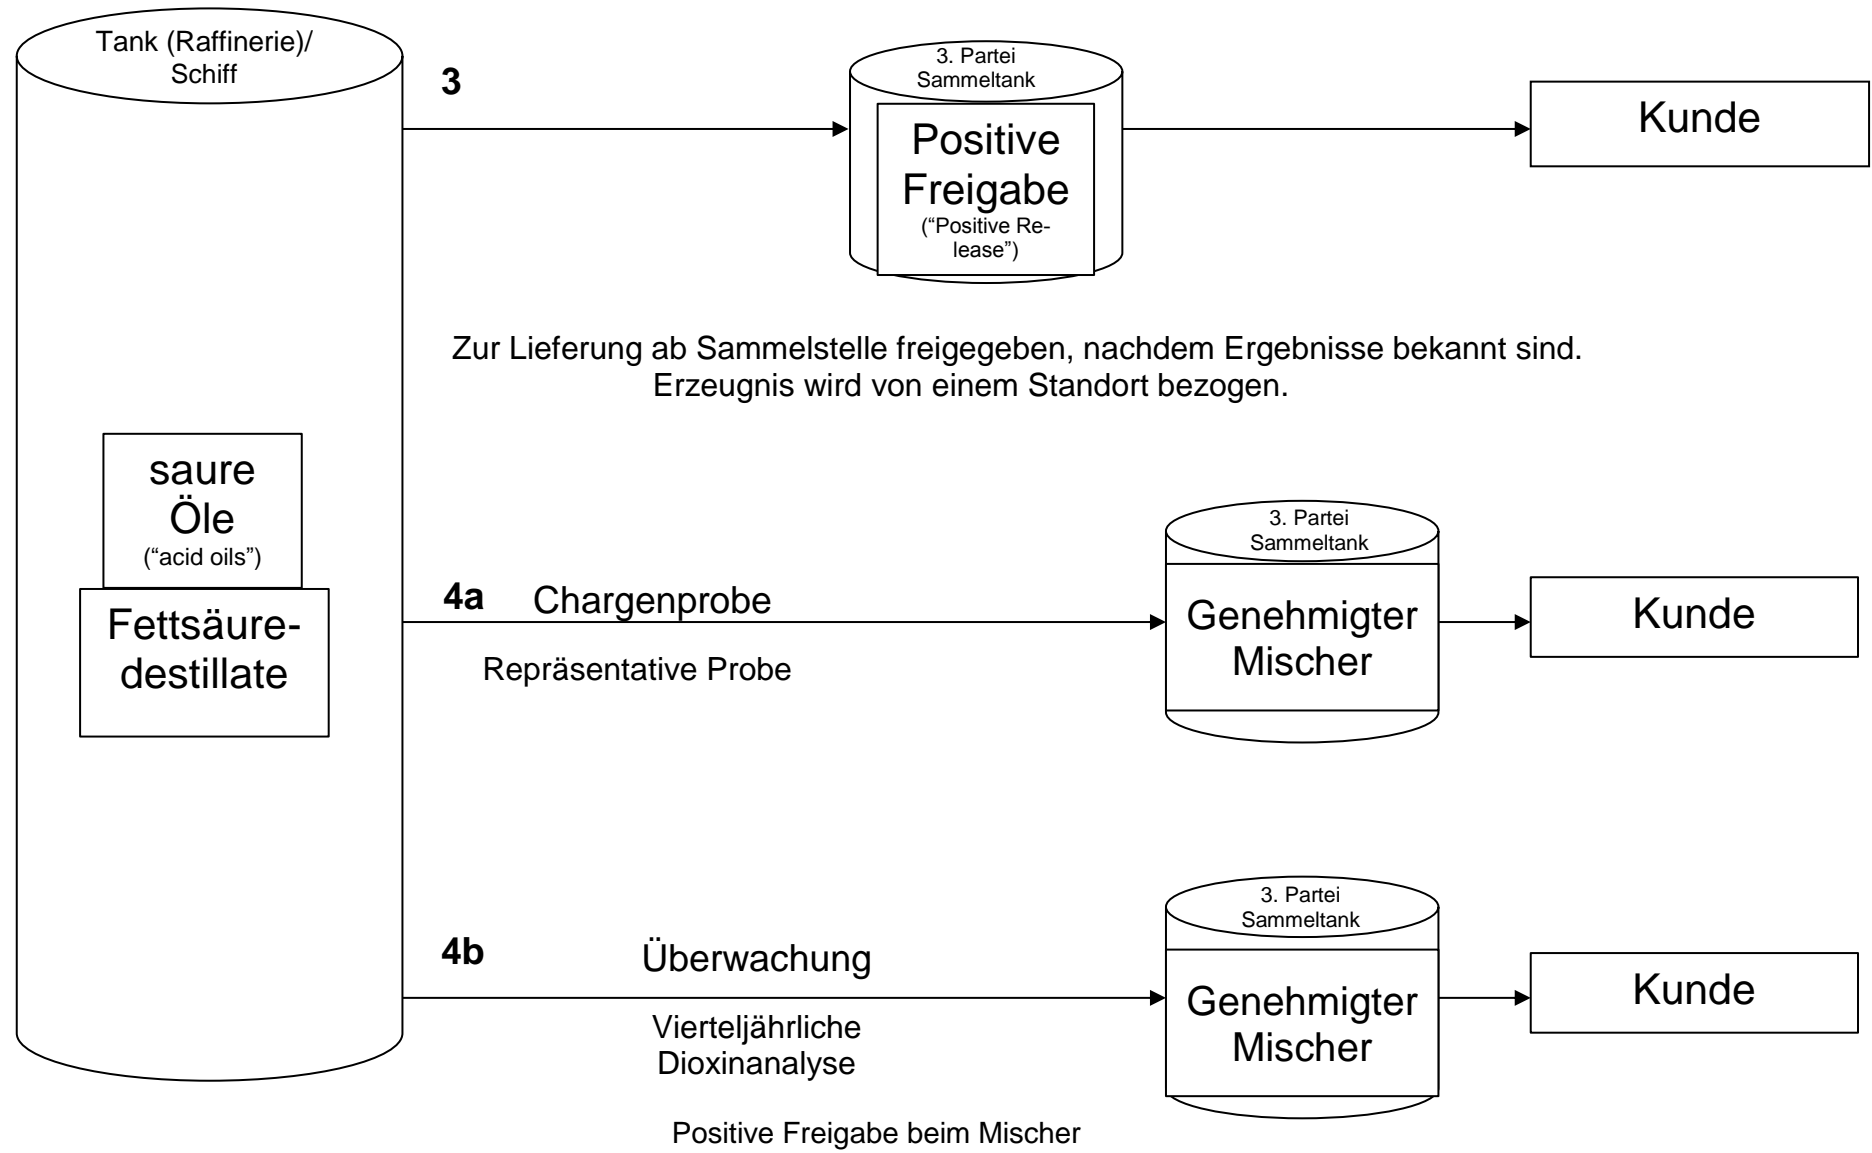 Tank (Raffinerie)/
Schiff
3
3. Partei
Sammeltank
Positive
Freigabe
(“Positive Re-
lease”)
Kunde
Zur Lieferung ab Sammelstelle freigegeben, nachdem Ergebnisse bekannt sind.
Erzeugnis wird von einem Standort bezogen.
saure
Öle
(“acid oils”)
Fettsäure-
destillate
4a
Chargenprobe
Repräsentative Probe
3. Partei
Sammeltank
Genehmigter
Mischer
Kunde
4b
Überwachung
Vierteljährliche
Dioxinanalyse
Positive Freigabe beim Mischer
3. Partei
Sammeltank
Genehmigter
Mischer
Kunde